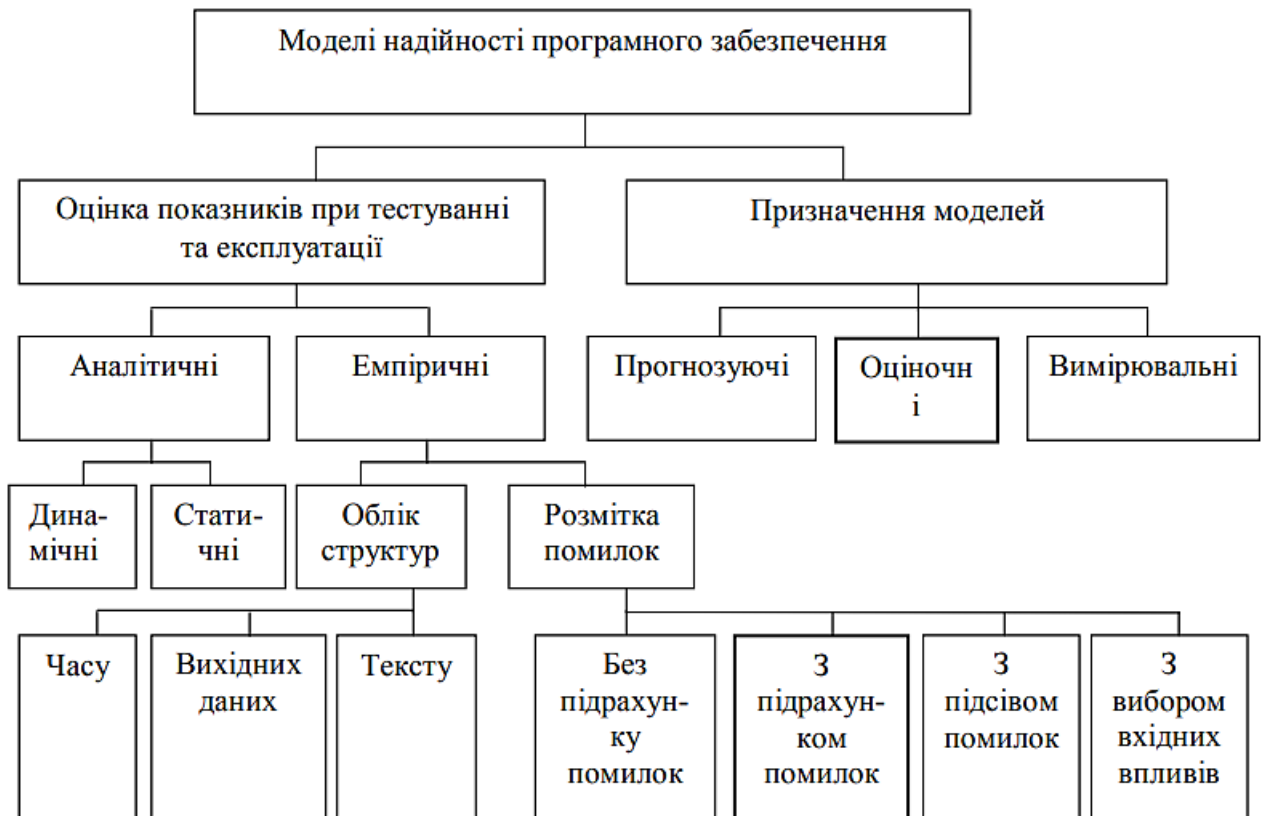 Моделі надійності програмного забезпечення
Оцінка показників при тестуванні
та експлуатації
Призначення моделей
Аналітичні
Емпіричні
Прогнозуючі
Оціночн
і
Вимірювальні
Дина-
мічні
Стати-
чні
Облік
структур
Розмітка
помилок
Часу
Вихідних
даних
Тексту
Без
підрахун-
ку
помилок
З
підрахун-
ком
помилок
З
підсівом
помилок
З
вибором
вхідних
впливів